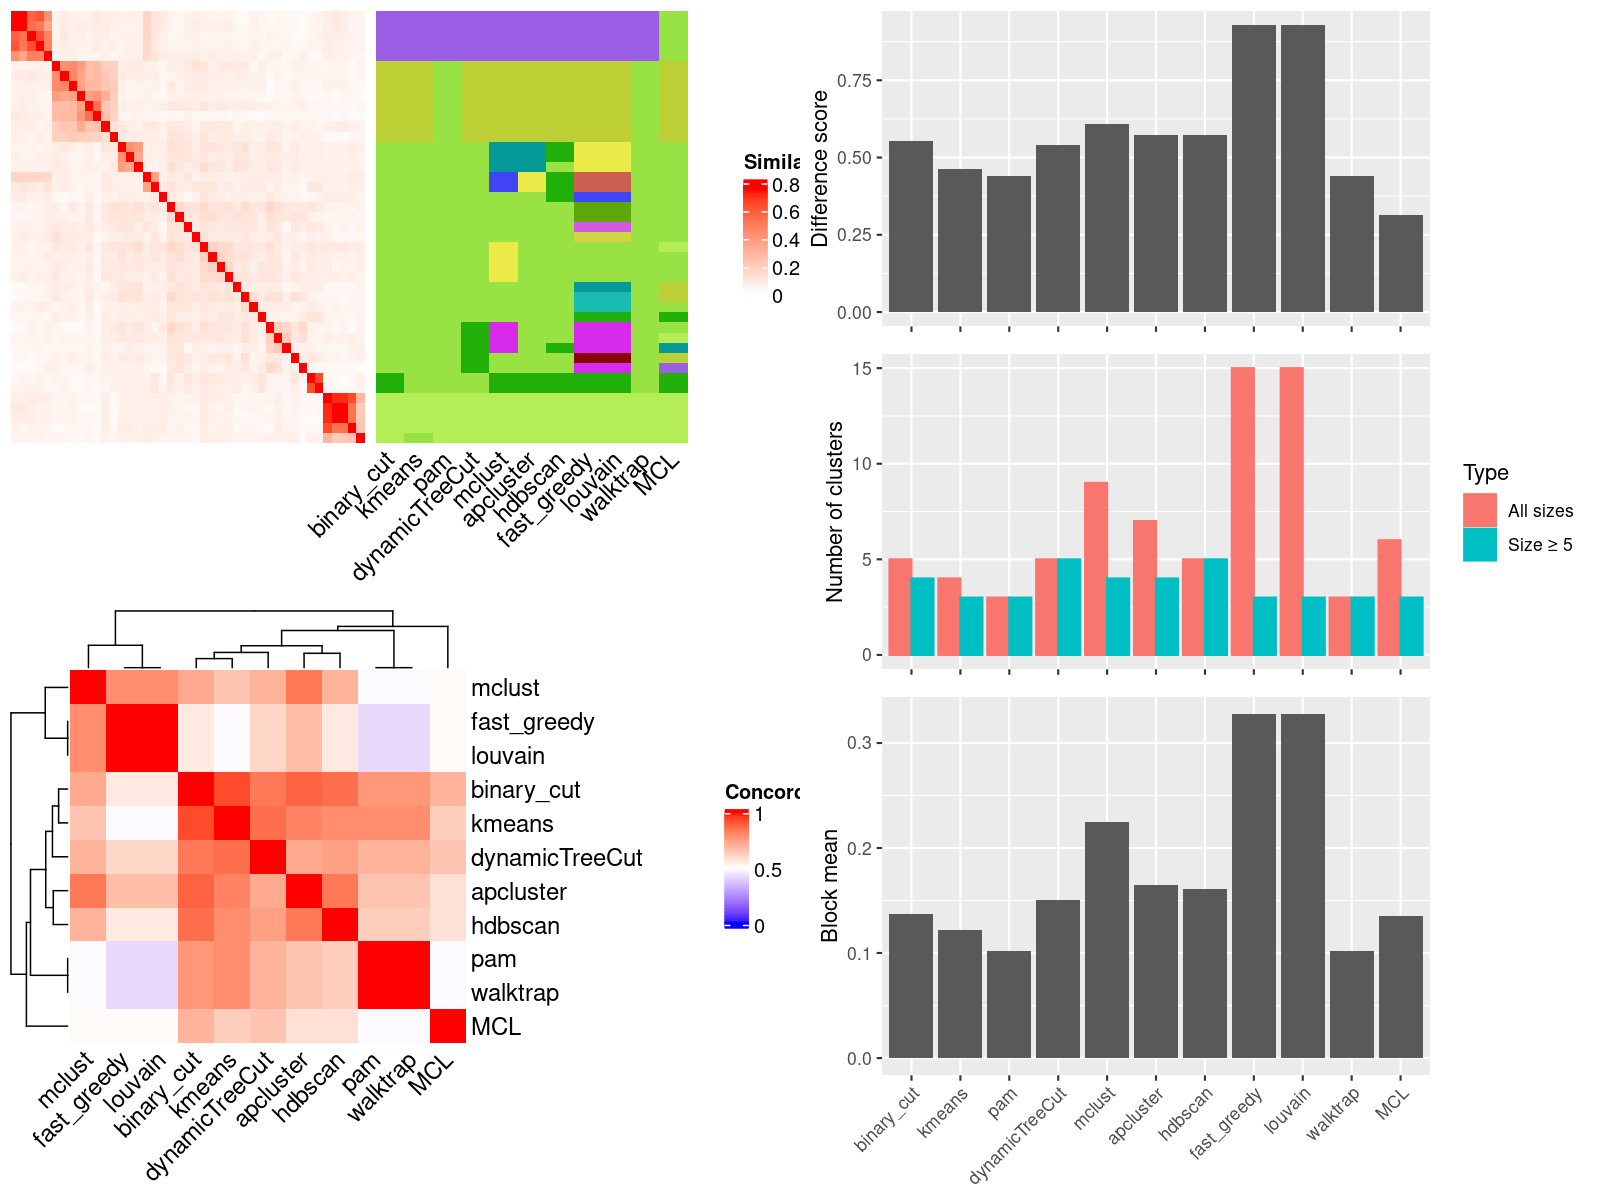 Simila
0.8
0.6
0.4
0.2
0
binary_cut
kmeans
pam
dynamicTreeCut
mclust
apcluster
hdbscan
fast_greedy
louvain
walktrap
MCL
Difference score
0.75
0.50
0.25
0.00
Number of clusters
15
10
5
0
Type
All sizes
Size ≥ 5
mclust
fast_greedy
louvain
binary_cut
kmeans
dynamicTreeCut
apcluster
hdbscan
pam
walktrap
MCL
mclust
fast_greedy
louvain
binary_cut
kmeans
dynamicTreeCut
apcluster
hdbscan
pam
walktrap
MCL
Concord
1
0.5
0
Block mean
0.3
0.2
0.1
0.0
binary_cut
kmeans
pam
dynamicTreeCut
mclust
apcluster
hdbscan
fast_greedy
louvain
walktrap
MCL